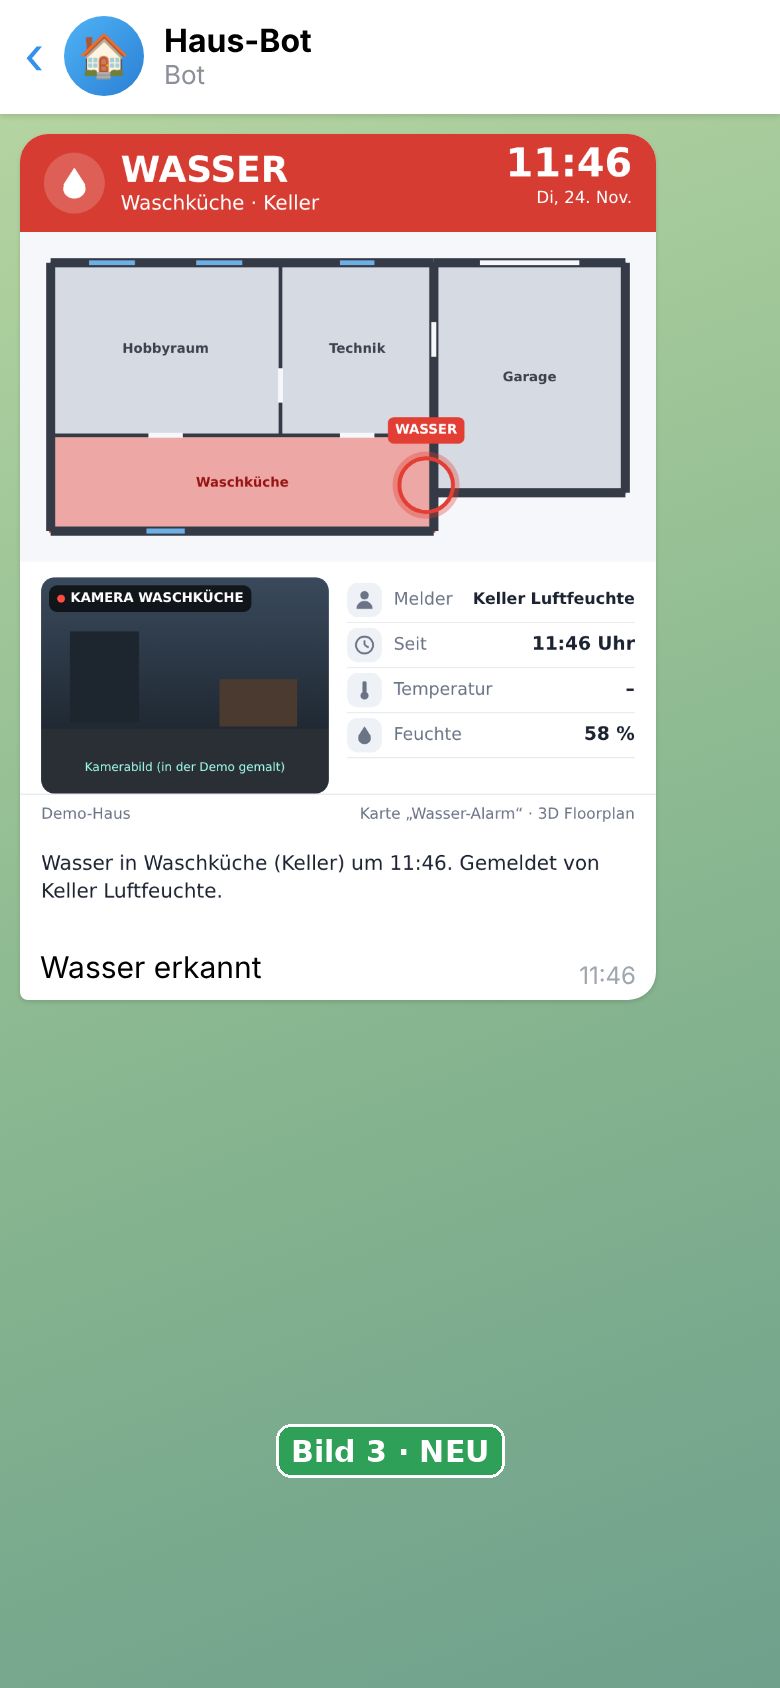 Haus-Bot
Bot
WASSER
Waschküche · Keller
11:46
Di, 24. Nov.
Hobbyraum
Technik
Garage
WASSER
Waschküche
KAMERA WASCHKÜCHE
Kamerabild (in der Demo gemalt)
Melder Keller Luftfeuchte
Seit 11:46 Uhr
Temperatur –
Feuchte 58 %
Demo-Haus
Karte „Wasser-Alarm“ · 3D Floorplan
Wasser in Waschküche (Keller) um 11:46. Gemeldet von
Keller Luftfeuchte.
Wasser erkannt
11:46
Bild 3 · NEU